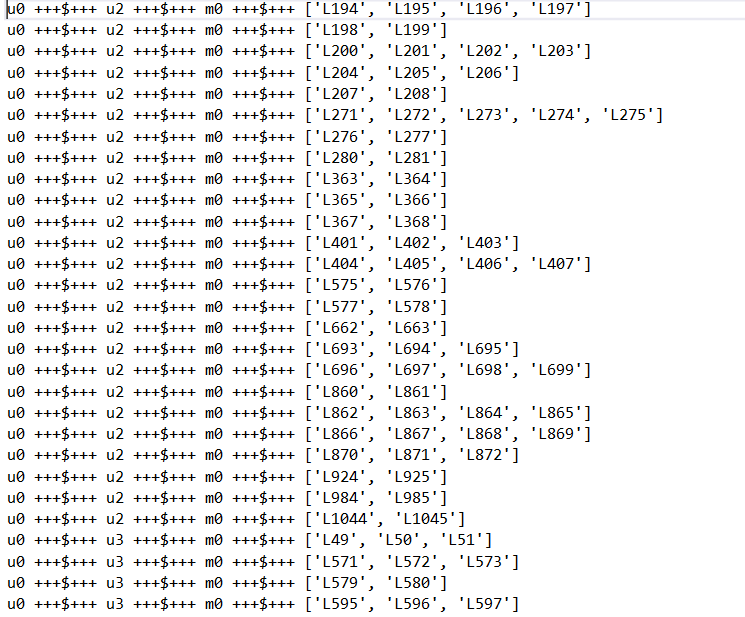 u0 +++$+++ u2 +++$+++ m0 +++$+++ ['L194', 'L195', 'L196', 'L197']
u0 +++$+++ u2 +++$+++ m0 +++$+++ ['L198', 'L199']
u0 +++$+++ u2 +++$+++ m0 +++$+++ ['L200', 'L201', 'L202', 'L203']
u0 +++$+++ u2 +++$+++ m0 +++$+++ ['L204', 'L205', 'L206']
u0 +++$+++ u2 +++$+++ m0 +++$+++ ['L207', 'L208']
u0 +++$+++ u2 +++$+++ m0 +++$+++ ['L271', 'L272', 'L273', 'L274', 'L275']
u0 +++$+++ u2 +++$+++ m0 +++$+++ ['L276', 'L277']
u0 +++$+++ u2 +++$+++ m0 +++$+++ ['L280', 'L281']
u0 +++$+++ u2 +++$+++ m0 +++$+++ ['L363', 'L364']
u0 +++$+++ u2 +++$+++ m0 +++$+++ ['L365', 'L366']
u0 +++$+++ u2 +++$+++ m0 +++$+++ ['L367', 'L368']
u0 +++$+++ u2 +++$+++ m0 +++$+++ ['L401', 'L402', 'L403']
u0 +++$+++ u2 +++$+++ m0 +++$+++ ['L404', 'L405', 'L406', 'L407']
u0 +++$+++ u2 +++$+++ m0 +++$+++ ['L575', 'L576']
u0 +++$+++ u2 +++$+++ m0 +++$+++ ['L577', 'L578']
u0 +++$+++ u2 +++$+++ m0 +++$+++ ['L662', 'L663']
u0 +++$+++ u2 +++$+++ m0 +++$+++ ['L693', 'L694', 'L695']
u0 +++$+++ u2 +++$+++ m0 +++$+++ ['L696', 'L697', 'L698', 'L699']
u0 +++$+++ u2 +++$+++ m0 +++$+++ ['L860', 'L861']
u0 +++$+++ u2 +++$+++ m0 +++$+++ ['L862', 'L863', 'L864', 'L865']
u0 +++$+++ u2 +++$+++ m0 +++$+++ ['L866', 'L867', 'L868', 'L869']
u0 +++$+++ u2 +++$+++ m0 +++$+++ ['L870', 'L871', 'L872']
u0 +++$+++ u2 +++$+++ m0 +++$+++ ['L924', 'L925']
u0 +++$+++ u2 +++$+++ m0 +++$+++ ['L984', 'L985']
u0 +++$+++ u2 +++$+++ m0 +++$+++ ['L1044', 'L1045']
u0 +++$+++ u3 +++$+++ m0 +++$+++ ['L49', 'L50', 'L51']
u0 +++$+++ u3 +++$+++ m0 +++$+++ ['L571', 'L572', 'L573']
u0 +++$+++ u3 +++$+++ m0 +++$+++ ['L579', 'L580']
u0 +++$+++ u3 +++$+++ m0 +++$+++ ['L595', 'L596', 'L597']